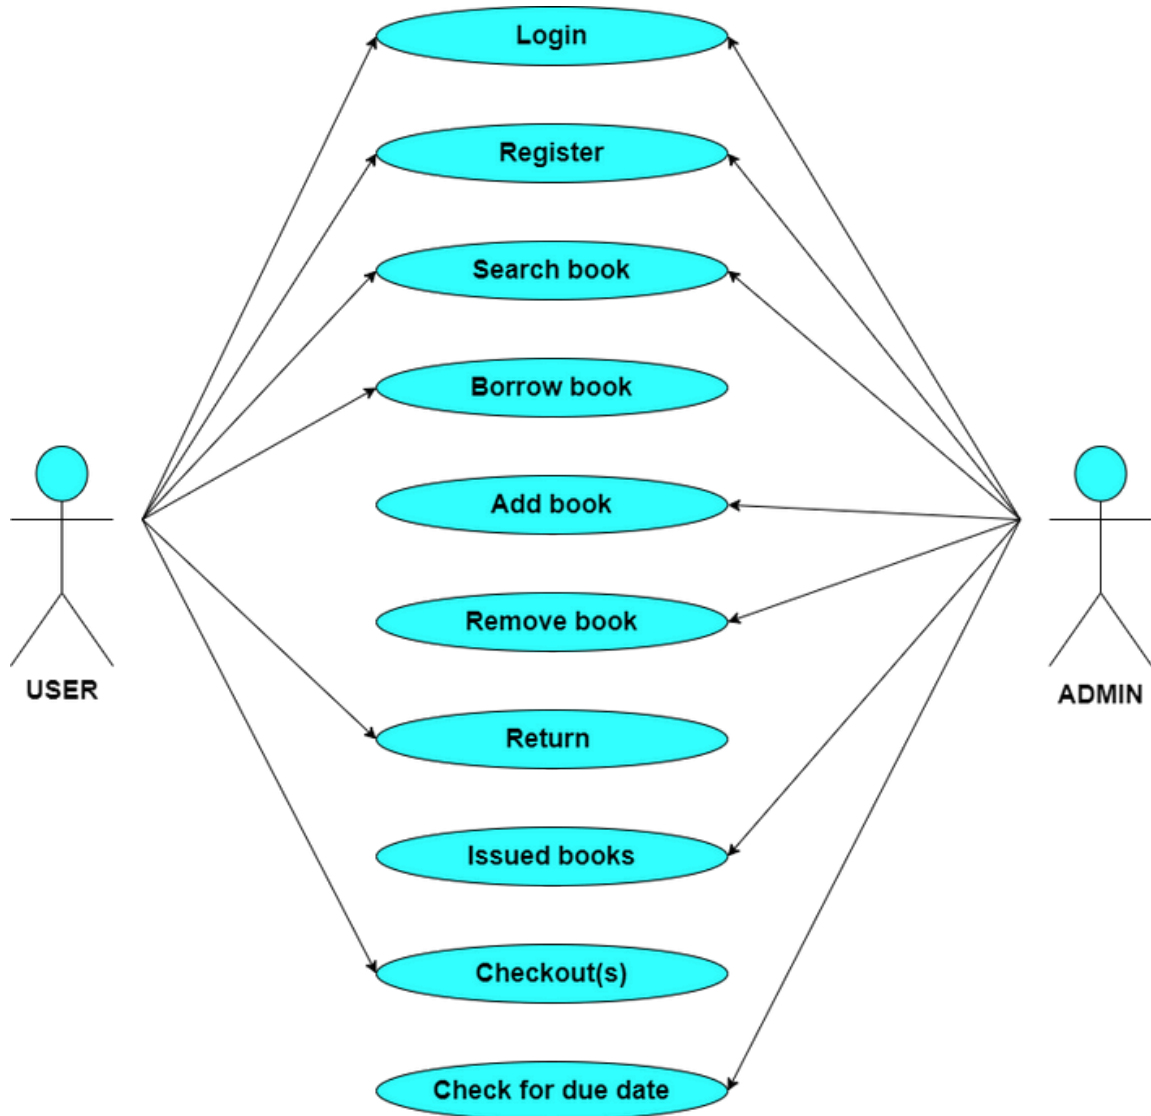 Login
Register
Search book
Borrow book
Add book
Remove book
USER
ADMIN
Return
Issued books
Checkout(s)
Check for due date